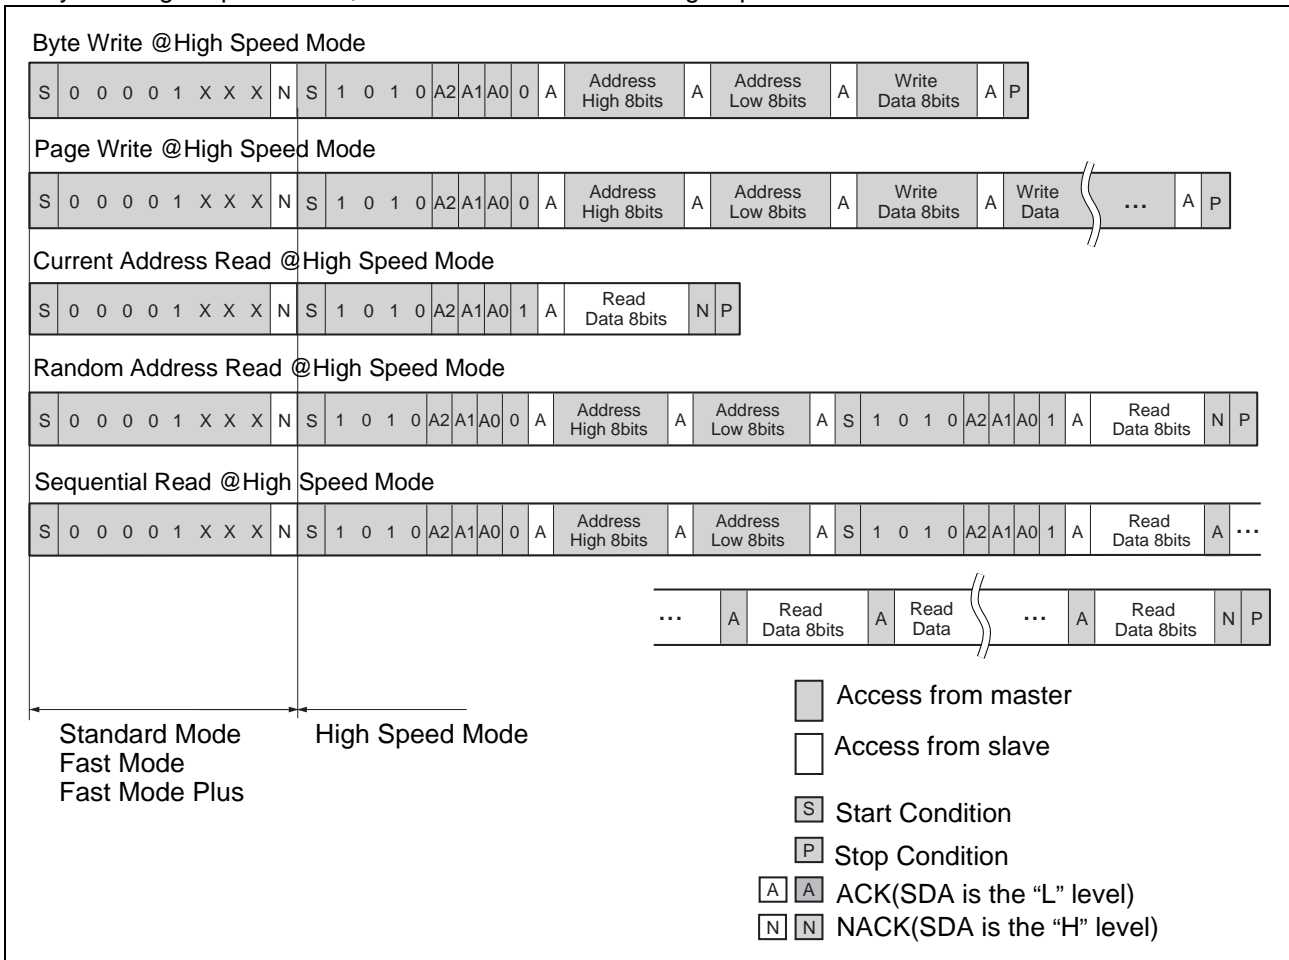 Byte Write @High Speed Mode
S 0 0 0 0 1 X X X N S 1 0 1 0 A2 A1 A0 0 A Address High 8bits A Address Low 8bits A Write Data 8bits A P
Page Write @High Speed Mode
S 0 0 0 0 1 X X X N S 1 0 1 0 A2 A1 A0 0 A Address High 8bits A Address Low 8bits A Write Data 8bits A Write Data ... A P
Current Address Read @High Speed Mode
S 0 0 0 0 1 X X X N S 1 0 1 0 A2 A1 A0 1 A Read Data 8bits N P
Random Address Read @High Speed Mode
S 0 0 0 0 1 X X X N S 1 0 1 0 A2 A1 A0 0 A Address High 8bits A Address Low 8bits A S 1 0 1 0 A2 A1 A0 1 A Read Data 8bits N P
Sequential Read @High Speed Mode
S 0 0 0 0 1 X X X N S 1 0 1 0 A2 A1 A0 0 A Address High 8bits A Address Low 8bits A S 1 0 1 0 A2 A1 A0 1 A Read Data 8bits A ...
... A Read Data 8bits A Read Data ... A Read Data 8bits N P
Standard Mode
Fast Mode
Fast Mode Plus
High Speed Mode
Access from master
Access from slave
S Start Condition
P Stop Condition
A A ACK(SDA is the “L” level)
N N NACK(SDA is the “H” level)